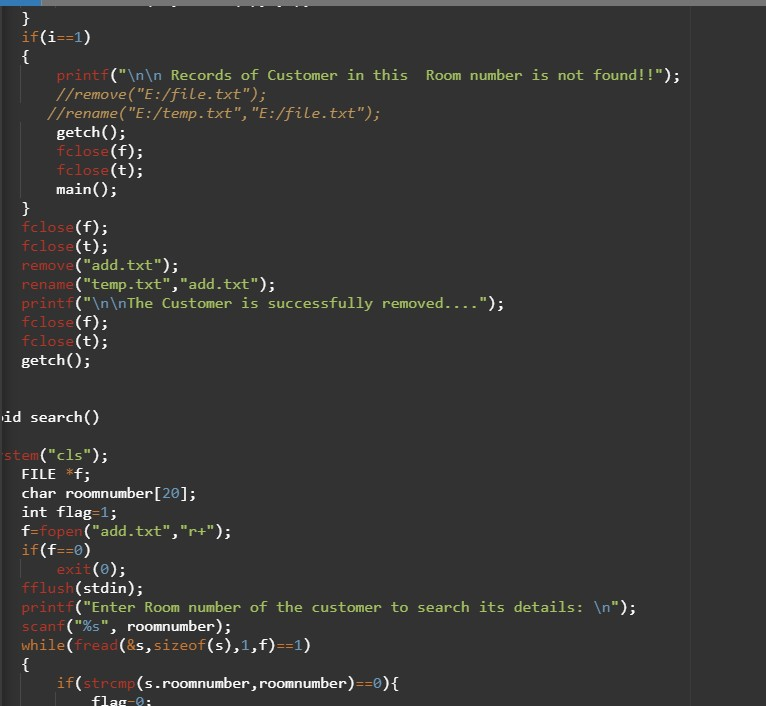 }
if(i==1)
{
printf("\n\n Records of Customer in this  Room number is not found!!");
//remove("E:/file.txt");
//rename("E:/temp.txt","E:/file.txt");
getch();
fclose(f);
fclose(t);
main();
}
fclose(f);
fclose(t);
remove("add.txt");
rename("temp.txt","add.txt");
printf("\n\nThe Customer is successfully removed....");
fclose(f);
fclose(t);
getch();
id search()
stem("cls");
FILE *f;
char roomnumber[20];
int flag=1;
f=fopen("add.txt","r+");
if(f==0)
exit(0);
fflush(stdin);
printf("Enter Room number of the customer to search its details: \n");
scanf("%s", roomnumber);
while(fread(&s,sizeof(s),1,f)==1)
{
if(strcmp(s.roomnumber,roomnumber)==0){
flag=0;